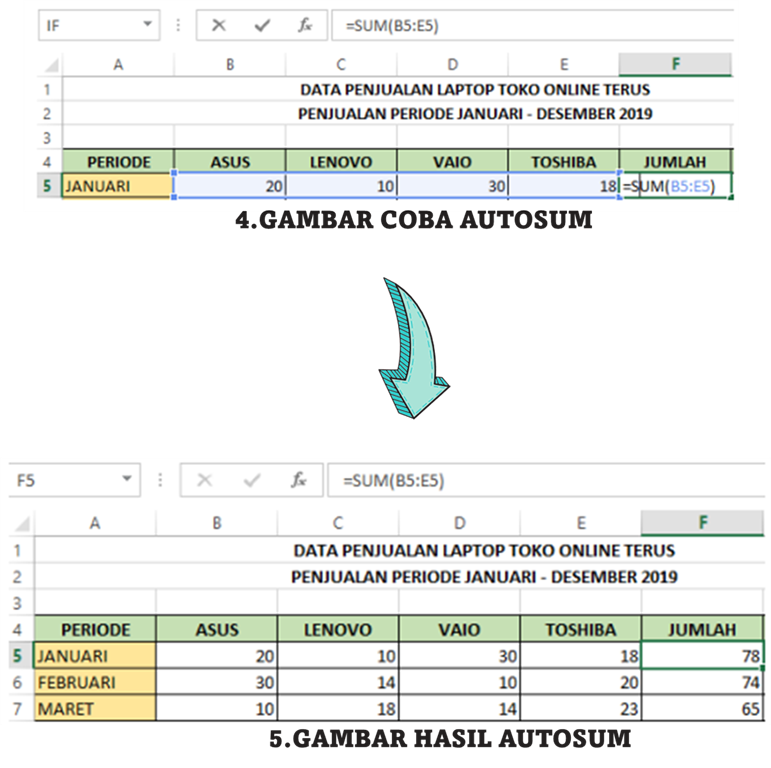 IF fx =SUM(B5:E5)
A B C D E F
1 DATA PENJUALAN LAPTOP TOKO ONLINE TERUS
2 PENJUALAN PERIODE JANUARI - DESEMBER 2019
3
4 PERIODE ASUS LENOVO VAIO TOSHIBA JUMLAH
5 JANUARI 20 10 30 18 =SUM(B5:E5)
4.GAMBAR COBA AUTOSUM
F5 fx =SUM(B5:E5)
A B C D E F
1 DATA PENJUALAN LAPTOP TOKO ONLINE TERUS
2 PENJUALAN PERIODE JANUARI - DESEMBER 2019
3
4 PERIODE ASUS LENOVO VAIO TOSHIBA JUMLAH
5 JANUARI 20 10 30 18 78
6 FEBRUARI 30 14 10 20 74
7 MARET 10 18 14 23 65
5.GAMBAR HASIL AUTOSUM